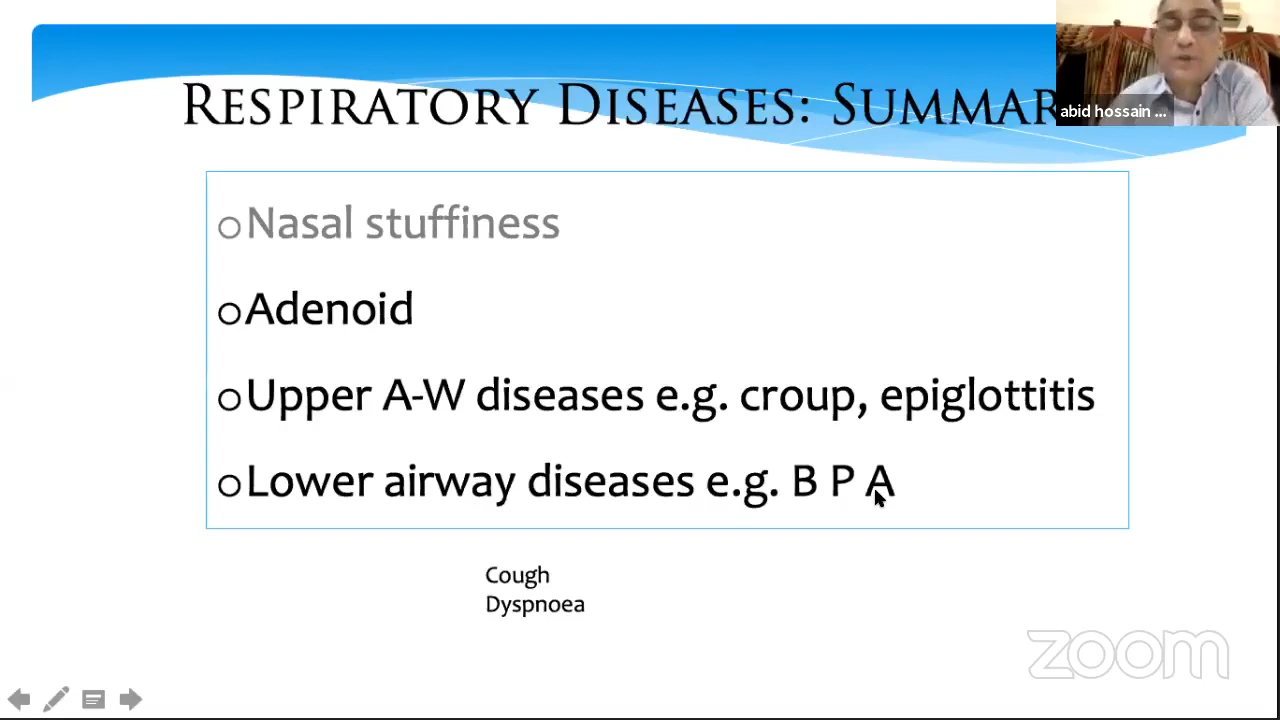 RESPIRATORY DISEASES: SUMMAR
abid hossain ...
o Nasal stuffiness
o Adenoid
o Upper A-W diseases e.g. croup, epiglottitis
o Lower airway diseases e.g. B P A
Cough
Dyspnoea
zoom